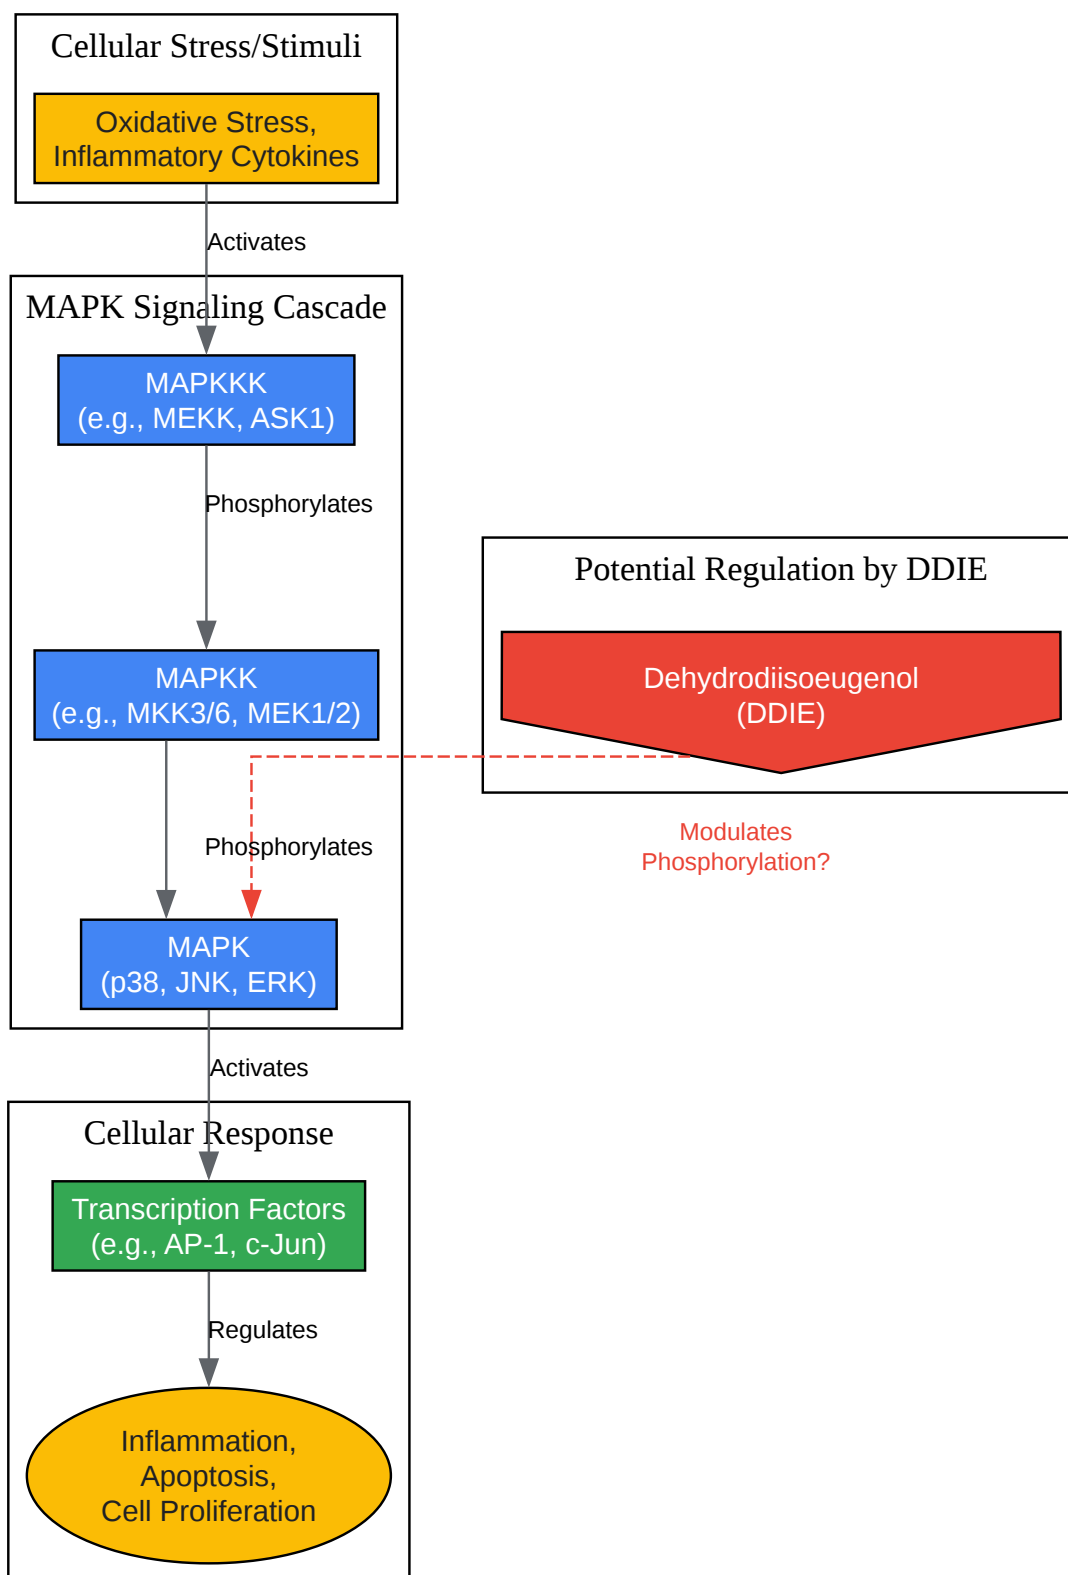 Cellular Stress/Stimuli
Oxidative Stress,
Inflammatory Cytokines
Activates
MAPK Signaling Cascade
MAPKKK
(e.g., MEKK, ASK1)
Phosphorylates
MAPKK
(e.g., MKK3/6, MEK1/2)
Potential Regulation by DDIE
Dehydrodiisoeugenol
(DDIE)
Modulates
Phosphorylation?
Phosphorylates
MAPK
(p38, JNK, ERK)
Activates
Cellular Response
Transcription Factors
(e.g., AP-1, c-Jun)
Regulates
Inflammation,
Apoptosis,
Cell Proliferation